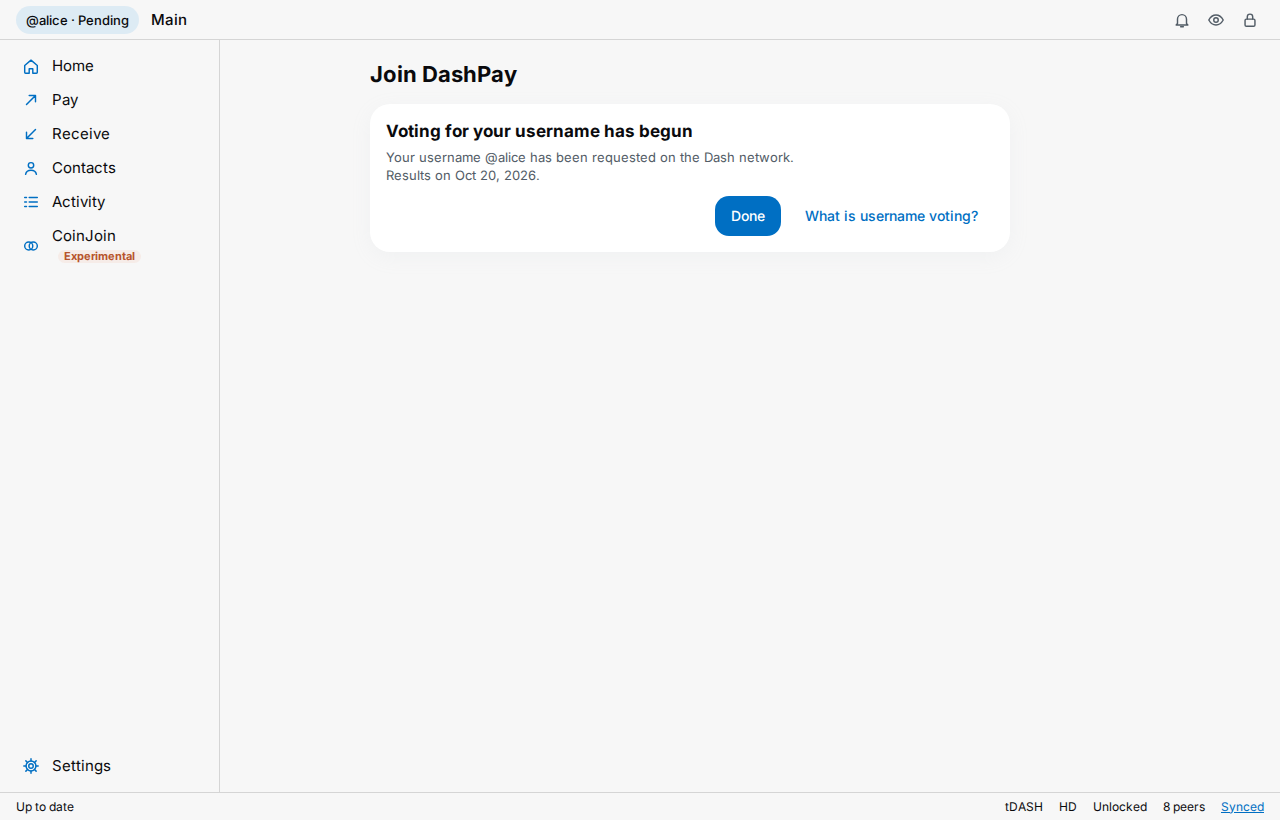 @alice · Pending
Main
Home
Pay
Receive
Contacts
Activity
CoinJoin
Experimental
Settings
Join DashPay
Voting for your username has begun
Your username @alice has been requested on the Dash network.
Results on Oct 20, 2026.
Done
What is username voting?
Up to date
tDASH
HD
Unlocked
8 peers
Synced